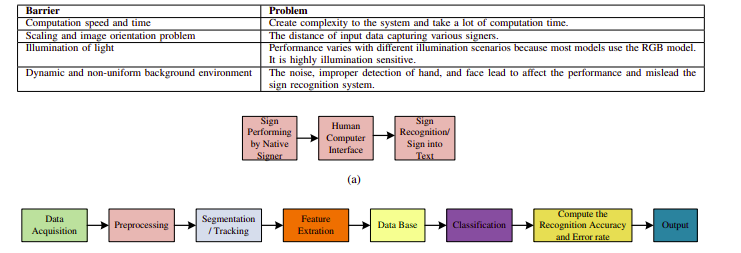 Barrier Problem
Computation speed and time Create complexity to the system and take a lot of computation time.
Scaling and image orientation problem The distance of input data capturing various signers.
Illumination of light Performance varies with different illumination scenarios because most models use the RGB model.
It is highly illumination sensitive.
Dynamic and non-uniform background environment The noise, improper detection of hand, and face lead to affect the performance and mislead the
sign recognition system.
Sign
Performing
by Native
Signer
Human
Computer
Interface
Sign
Recognition/
Sign into
Text
(a)
Data
Acquisition
Preprocessing
Segmentation
/ Tracking
Feature
Extration
Data Base
Classification
Compute the
Recognition Accuracy
and Error rate
Output